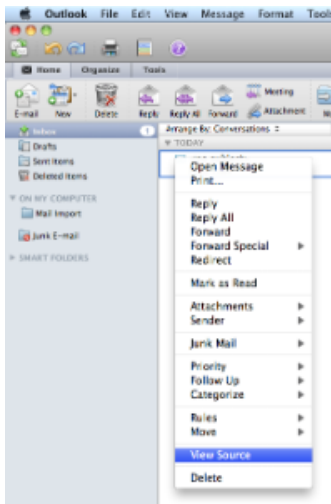 Outlook File Edit View Message Format Tools
Home Organize Tools
E-mail New Delete Reply Reply All Forward Meeting Attachment
Inbox 1
Drafts
Sent Items
Deleted Items
ON MY COMPUTER
Mail Import
Junk E-mail
SMART FOLDERS
Arrange By: Conversations
TODAY
Open Message
Print...
Reply
Reply All
Forward
Forward Special
Redirect
Mark as Read
Attachments
Sender
Junk Mail
Priority
Follow Up
Categorize
Rules
Move
View Source
Delete